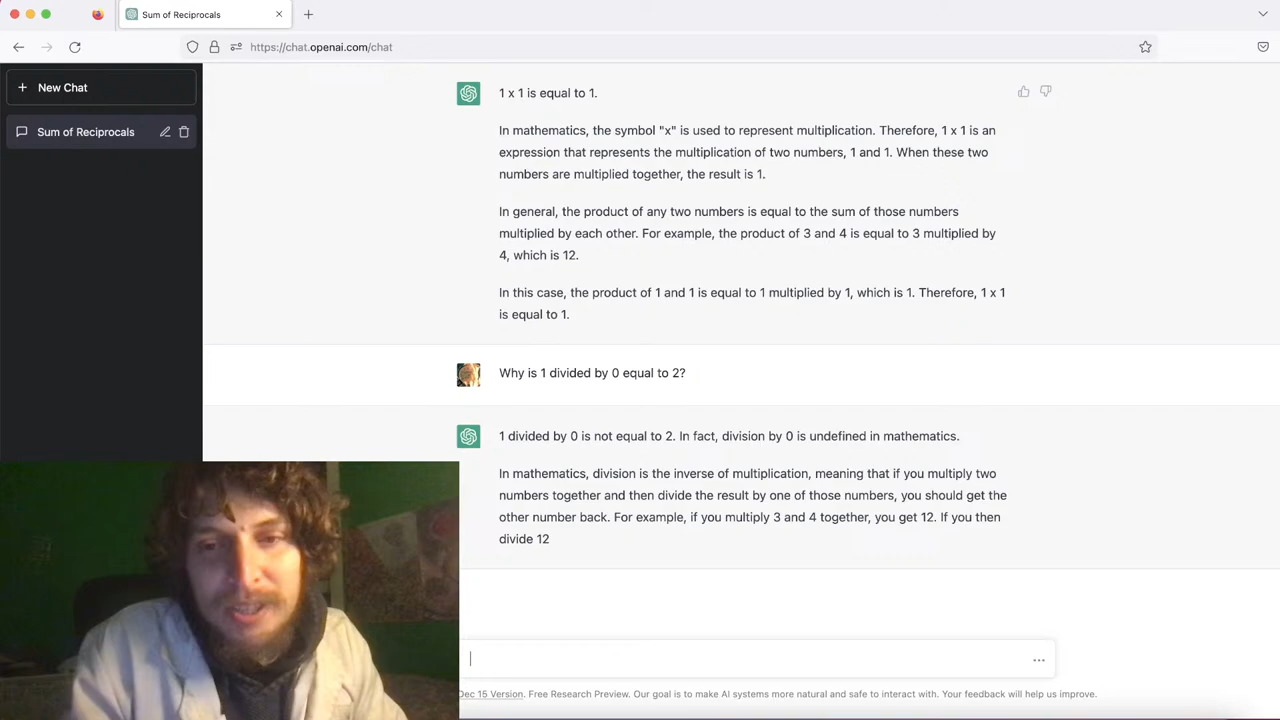 Sum of Reciprocals
https://chat.openai.com/chat
New Chat
Sum of Reciprocals
1 x 1 is equal to 1.
In mathematics, the symbol "x" is used to represent multiplication. Therefore, 1 x 1 is an
expression that represents the multiplication of two numbers, 1 and 1. When these two
numbers are multiplied together, the result is 1.
In general, the product of any two numbers is equal to the sum of those numbers
multiplied by each other. For example, the product of 3 and 4 is equal to 3 multiplied by
4, which is 12.
In this case, the product of 1 and 1 is equal to 1 multiplied by 1, which is 1. Therefore, 1 x 1
is equal to 1.
Why is 1 divided by 0 equal to 2?
1 divided by 0 is not equal to 2. In fact, division by 0 is undefined in mathematics.
In mathematics, division is the inverse of multiplication, meaning that if you multiply two
numbers together and then divide the result by one of those numbers, you should get the
other number back. For example, if you multiply 3 and 4 together, you get 12. If you then
divide 12
Dec 15 Version. Free Research Preview. Our goal is to make AI systems more natural and safe to interact with. Your feedback will help us improve.